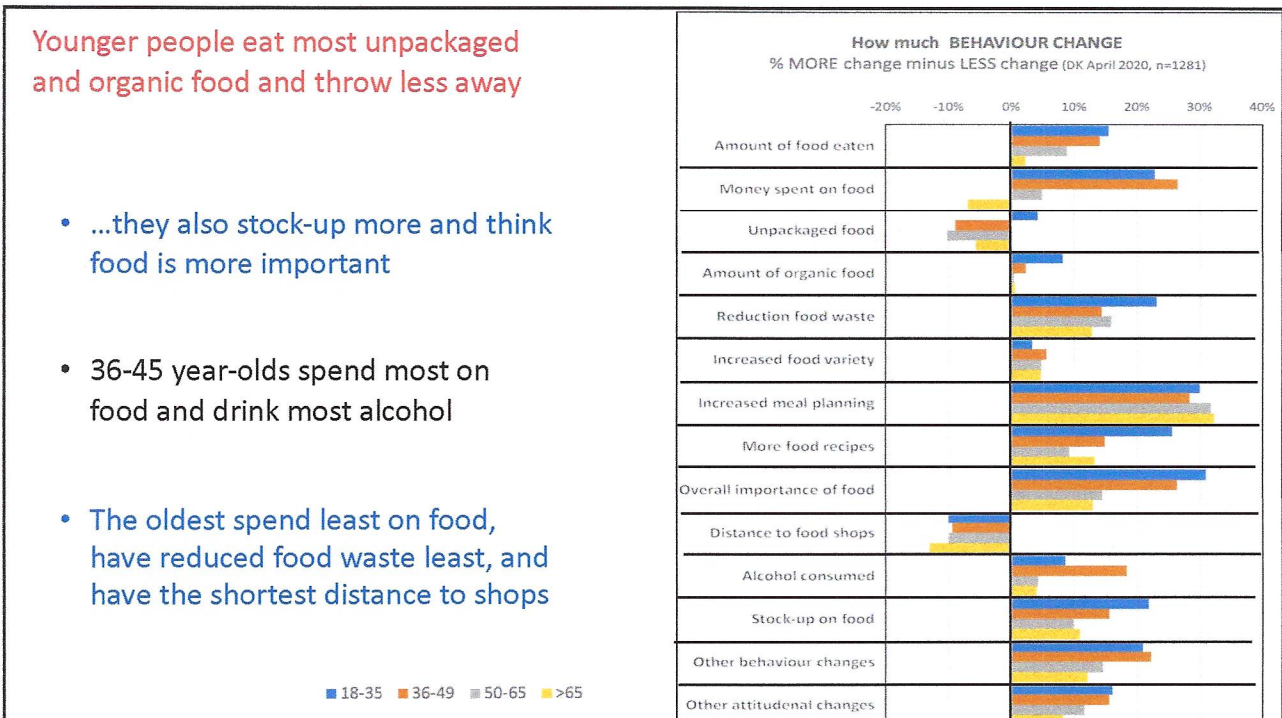 Younger people eat most unpackaged
and organic food and throw less away
• ...they also stock-up more and think
food is more important
• 36-45 year-olds spend most on
food and drink most alcohol
• The oldest spend least on food,
have reduced food waste least, and
have the shortest distance to shops
18-35 36-49 50-65 >65
How much BEHAVIOUR CHANGE
% MORE change minus LESS change (DK April 2020, n=1281)
-20% -10% 0% 10% 20% 30% 40%
Amount of food eaten
Money spent on food
Unpackaged food
Amount of organic food
Reduction food waste
Increased food variety
Increased meal planning
More food recipes
Overall importance of food
Distance to food shops
Alcohol consumed
Stock-up on food
Other behaviour changes
Other attitudenal changes